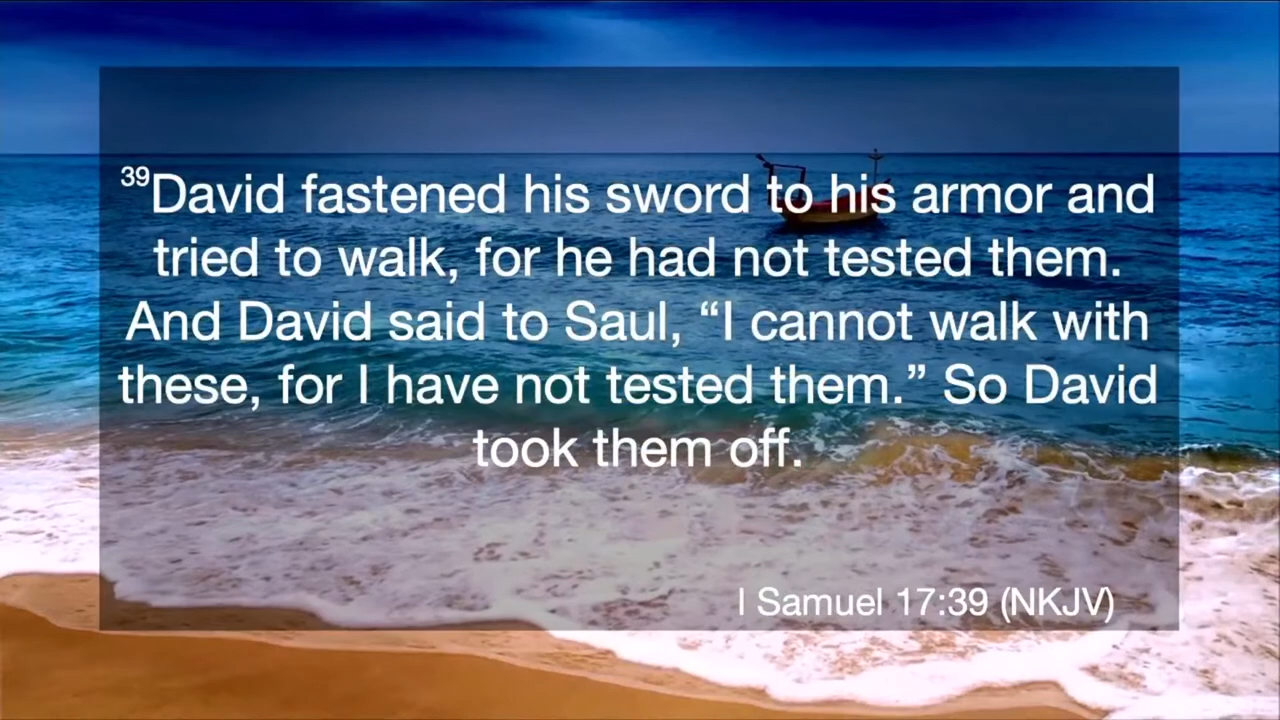 39David fastened his sword to his armor and
tried to walk, for he had not tested them.
And David said to Saul, “I cannot walk with
these, for I have not tested them.” So David
took them off.
I Samuel 17:39 (NKJV)